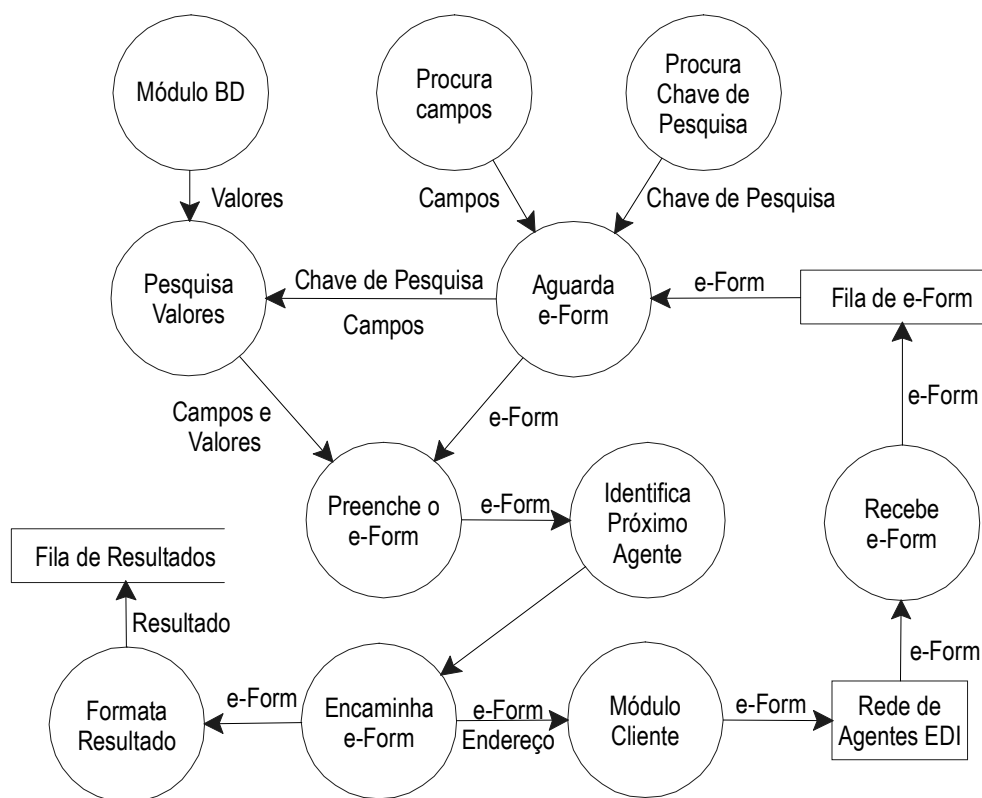 Módulo BD
Procura
campos
Procura
Chave de
Pesquisa
Valores
Campos
Chave de Pesquisa
Pesquisa
Valores
Chave de Pesquisa
Campos
Aguarda
e-Form
e-Form
Fila de e-Form
Campos e
Valores
e-Form
e-Form
Preenche o
e-Form
e-Form
Identifica
Próximo
Agente
Recebe
e-Form
Fila de Resultados
Resultado
e-Form
Formata
Resultado
e-Form
Encaminha
e-Form
e-Form
Endereço
Módulo
Cliente
e-Form
Rede de
Agentes EDI